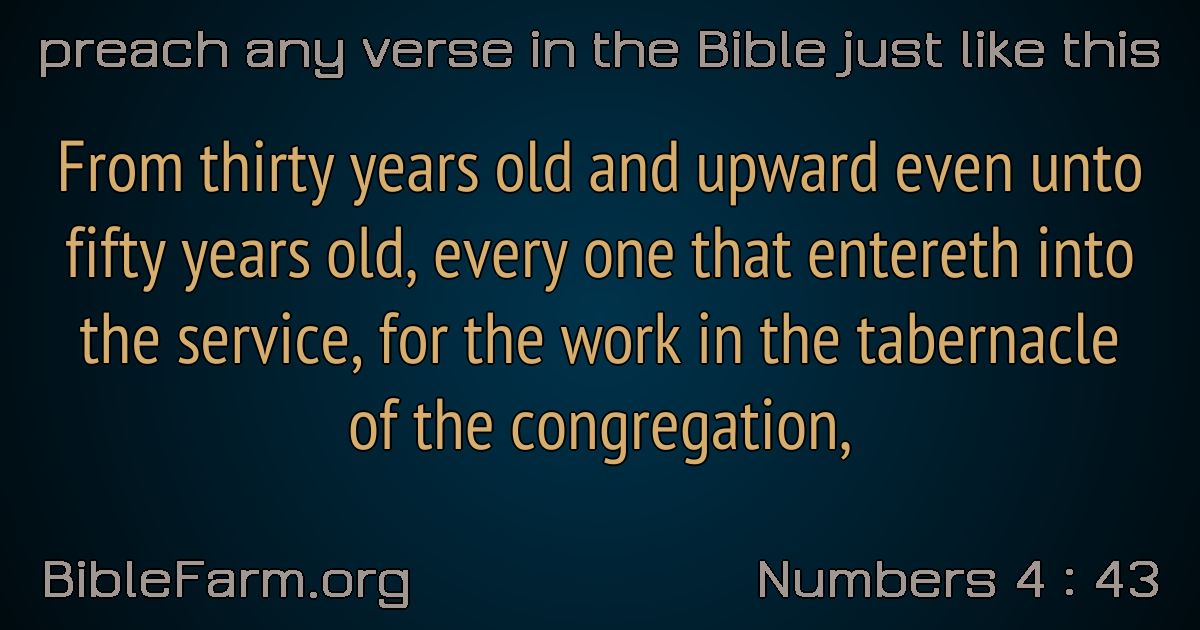 preach any verse in the Bible just like this
From thirty years old and upward even unto
fifty years old, every one that entereth into
the service, for the work in the tabernacle
of the congregation,
BibleFarm.org
Numbers 4 : 43